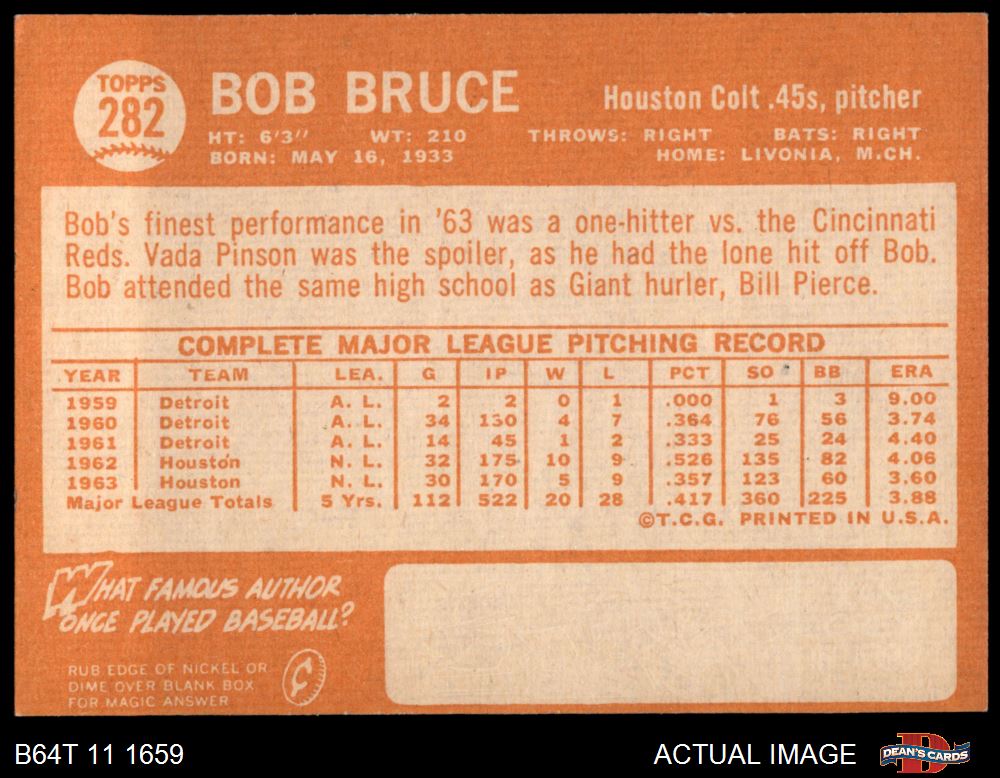 TOPPS
282
BOB BRUCE
Houston Colt .45s, pitcher
HT: 6'3" WT: 210 THROWS: RIGHT BATS: RIGHT
BORN: MAY 16, 1933 HOME: LIVONIA, M.CH.
Bob's finest performance in '63 was a one-hitter vs. the Cincinnati
Reds. Vada Pinson was the spoiler, as he had the lone hit off Bob.
Bob attended the same high school as Giant hurler, Bill Pierce.
COMPLETE MAJOR LEAGUE PITCHING RECORD
YEAR TEAM LEA. G IP W L PCT SO BB ERA
1959 Detroit A. L. 2 2 0 1 .000 1 3 9.00
1960 Detroit A. L. 34 130 4 7 .364 76 56 3.74
1961 Detroit A. L. 14 45 1 2 .333 25 24 4.40
1962 Houston N. L. 32 175 10 9 .526 135 82 4.06
1963 Houston N. L. 30 170 5 9 .357 123 60 3.60
Major League Totals 5 Yrs. 112 522 20 28 .417 360 225 3.88
©T.C.G. PRINTED IN U.S.A.
WHAT FAMOUS AUTHOR
ONCE PLAYED BASEBALL?
RUB EDGE OF NICKEL OR
DIME OVER BLANK BOX
FOR MAGIC ANSWER
¢
B64T 11 1659
ACTUAL IMAGE
D
DEAN'S CARDS